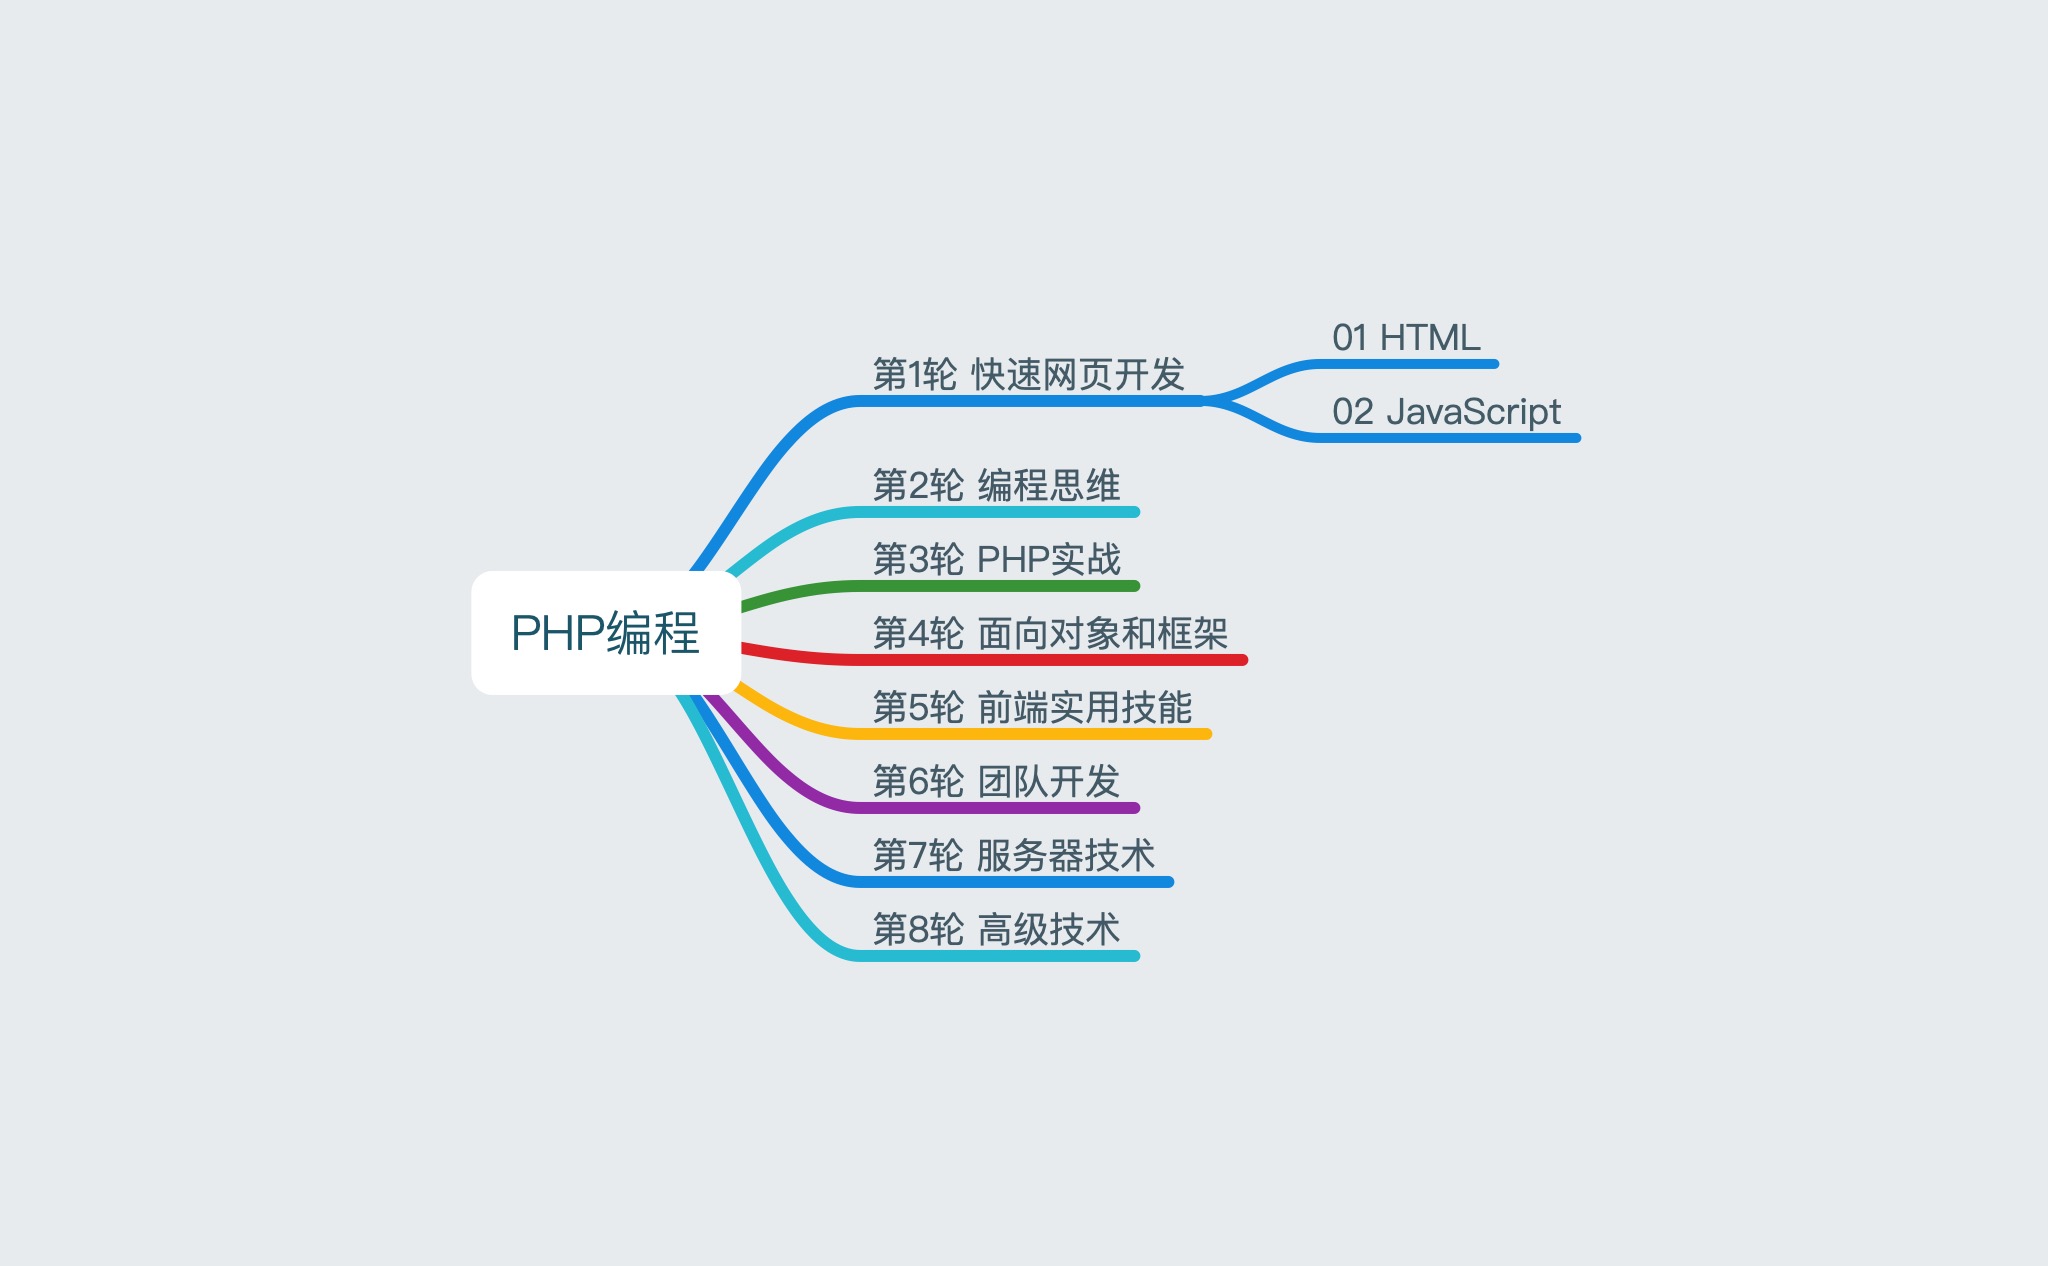 PHP编程
第1轮 快速网页开发
01 HTML
02 JavaScript
第2轮 编程思维
第3轮 PHP实战
第4轮 面向对象和框架
第5轮 前端实用技能
第6轮 团队开发
第7轮 服务器技术
第8轮 高级技术